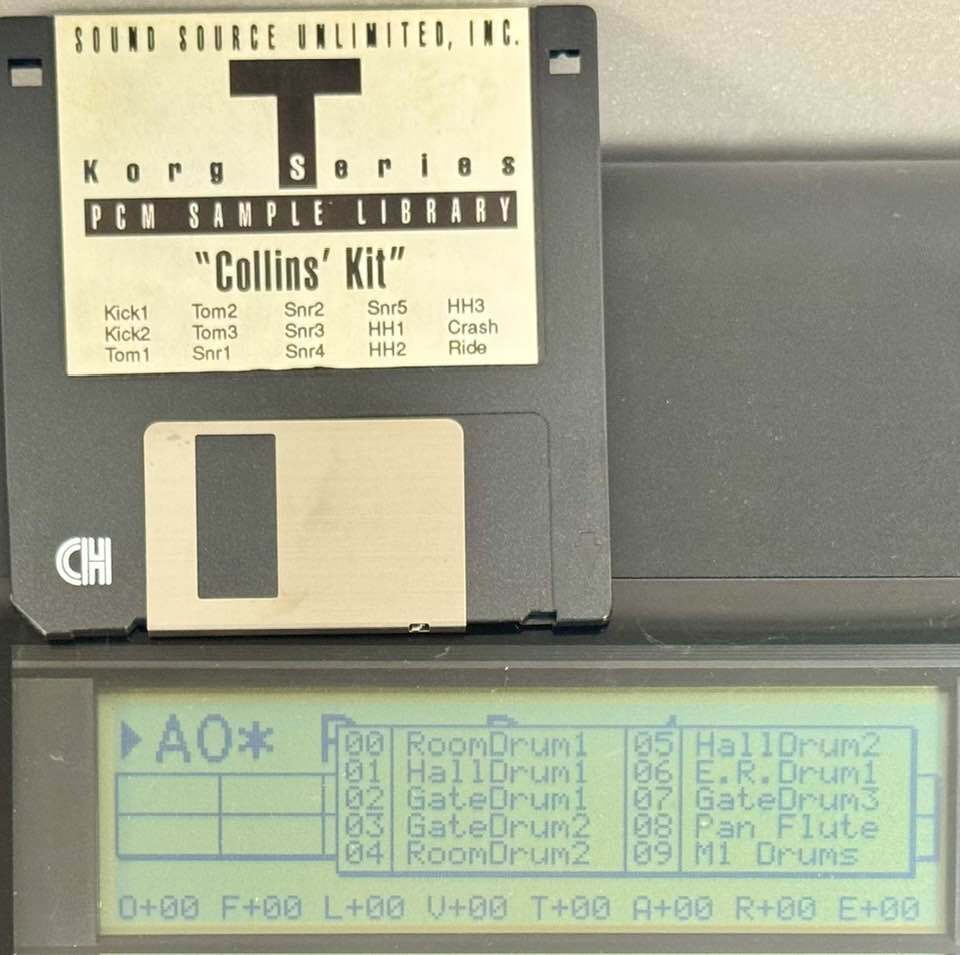 SOUND SOURCE UNLIMITED, INC.
T
Korg Series
PCM SAMPLE LIBRARY
"Collins' Kit"
Kick1 Tom2 Snr2 Snr5 HH3
Kick2 Tom3 Snr3 HH1 Crash
Tom1 Snr1 Snr4 HH2 Ride
CH
A0*
00 RoomDrum1 05 HallDrum2
01 HallDrum1 06 E.R.Drum1
02 GateDrum1 07 GateDrum3
03 GateDrum2 08 Pan Flute
04 RoomDrum2 09 M1 Drums
O+00 F+00 L+00 V+00 T+00 A+00 R+00 E+00